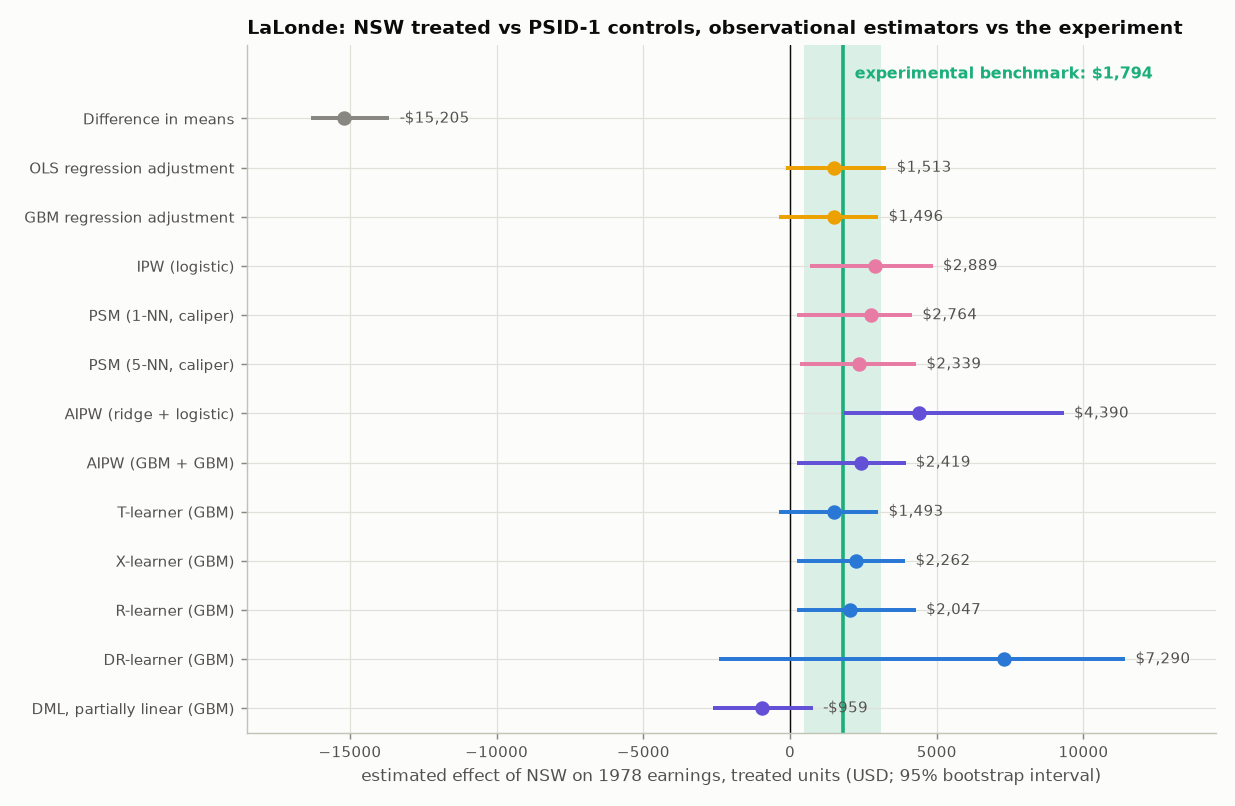 LaLonde: NSW treated vs PSID-1 controls, observational estimators vs the experiment
experimental benchmark: $1,794
Difference in means
-$15,205
OLS regression adjustment
$1,513
GBM regression adjustment
$1,496
IPW (logistic)
$2,889
PSM (1-NN, caliper)
$2,764
PSM (5-NN, caliper)
$2,339
AIPW (ridge + logistic)
$4,390
AIPW (GBM + GBM)
$2,419
T-learner (GBM)
$1,493
X-learner (GBM)
$2,262
R-learner (GBM)
$2,047
DR-learner (GBM)
$7,290
DML, partially linear (GBM)
-$959
−15000 −10000 −5000 0 5000 10000
estimated effect of NSW on 1978 earnings, treated units (USD; 95% bootstrap interval)